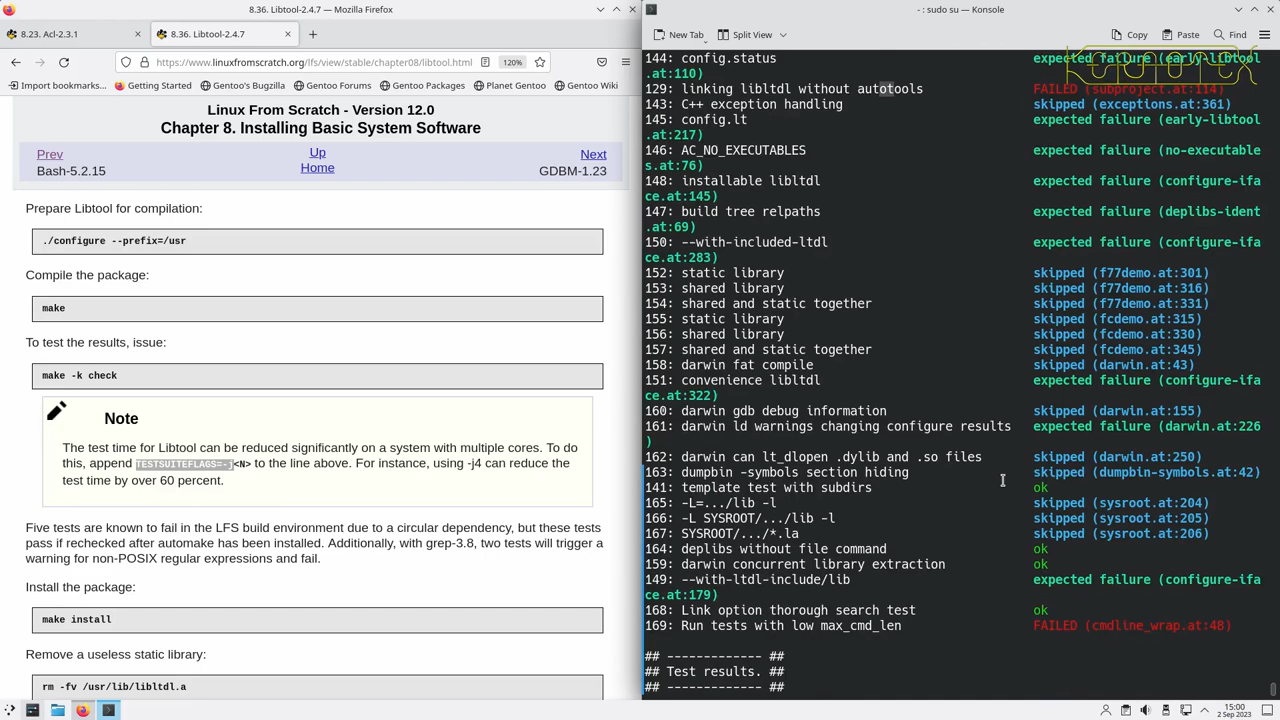 8.36. Libtool-2.4.7 — Mozilla Firefox
8.23. Acl-2.3.1
8.36. Libtool-2.4.7
https://www.linuxfromscratch.org/lfs/view/stable/chapter08/libtool.html
120%
Import bookmarks...
Getting Started
Gentoo's Bugzilla
Gentoo Forums
Gentoo Packages
Planet Gentoo
Gentoo Wiki
Linux From Scratch - Version 12.0
Chapter 8. Installing Basic System Software
Prev
Up
Next
Bash-5.2.15
Home
GDBM-1.23
Prepare Libtool for compilation:
./configure --prefix=/usr
Compile the package:
make
To test the results, issue:
make -k check
Note
The test time for Libtool can be reduced significantly on a system with multiple cores. To do
this, append TESTSUITEFLAGS=-j<N> to the line above. For instance, using -j4 can reduce the
test time by over 60 percent.
Five tests are known to fail in the LFS build environment due to a circular dependency, but these tests
pass if rechecked after automake has been installed. Additionally, with grep-3.8, two tests will trigger a
warning for non-POSIX regular expressions and fail.
Install the package:
make install
Remove a useless static library:
rm -fv /usr/lib/libltdl.a
- : sudo su — Konsole
New Tab
Split View
Copy
Paste
Find
144: config.status expected failure (early-libtool
.at:110)
129: linking libltdl without autotools FAILED (subproject.at:114)
143: C++ exception handling skipped (exceptions.at:361)
145: config.lt expected failure (early-libtool
.at:217)
146: AC_NO_EXECUTABLES expected failure (no-executable
s.at:76)
148: installable libltdl expected failure (configure-ifa
ce.at:145)
147: build tree relpaths expected failure (deplibs-ident
.at:69)
150: --with-included-ltdl expected failure (configure-ifa
ce.at:283)
152: static library skipped (f77demo.at:301)
153: shared library skipped (f77demo.at:316)
154: shared and static together skipped (f77demo.at:331)
155: static library skipped (fcdemo.at:315)
156: shared library skipped (fcdemo.at:330)
157: shared and static together skipped (fcdemo.at:345)
158: darwin fat compile skipped (darwin.at:43)
151: convenience libltdl expected failure (configure-ifa
ce.at:322)
160: darwin gdb debug information skipped (darwin.at:155)
161: darwin ld warnings changing configure results expected failure (darwin.at:226
)
162: darwin can lt_dlopen .dylib and .so files skipped (darwin.at:250)
163: dumpbin -symbols section hiding skipped (dumpbin-symbols.at:42)
141: template test with subdirs ok
165: -L=.../lib -l skipped (sysroot.at:204)
166: -L SYSROOT/.../lib -l skipped (sysroot.at:205)
167: SYSROOT/.../*.la skipped (sysroot.at:206)
164: deplibs without file command ok
159: darwin concurrent library extraction ok
149: --with-ltdl-include/lib expected failure (configure-ifa
ce.at:179)
168: Link option thorough search test ok
169: Run tests with low max_cmd_len FAILED (cmdline_wrap.at:48)
## ------------- ##
## Test results. ##
## ------------- ##
15:00
2 Sep 2023